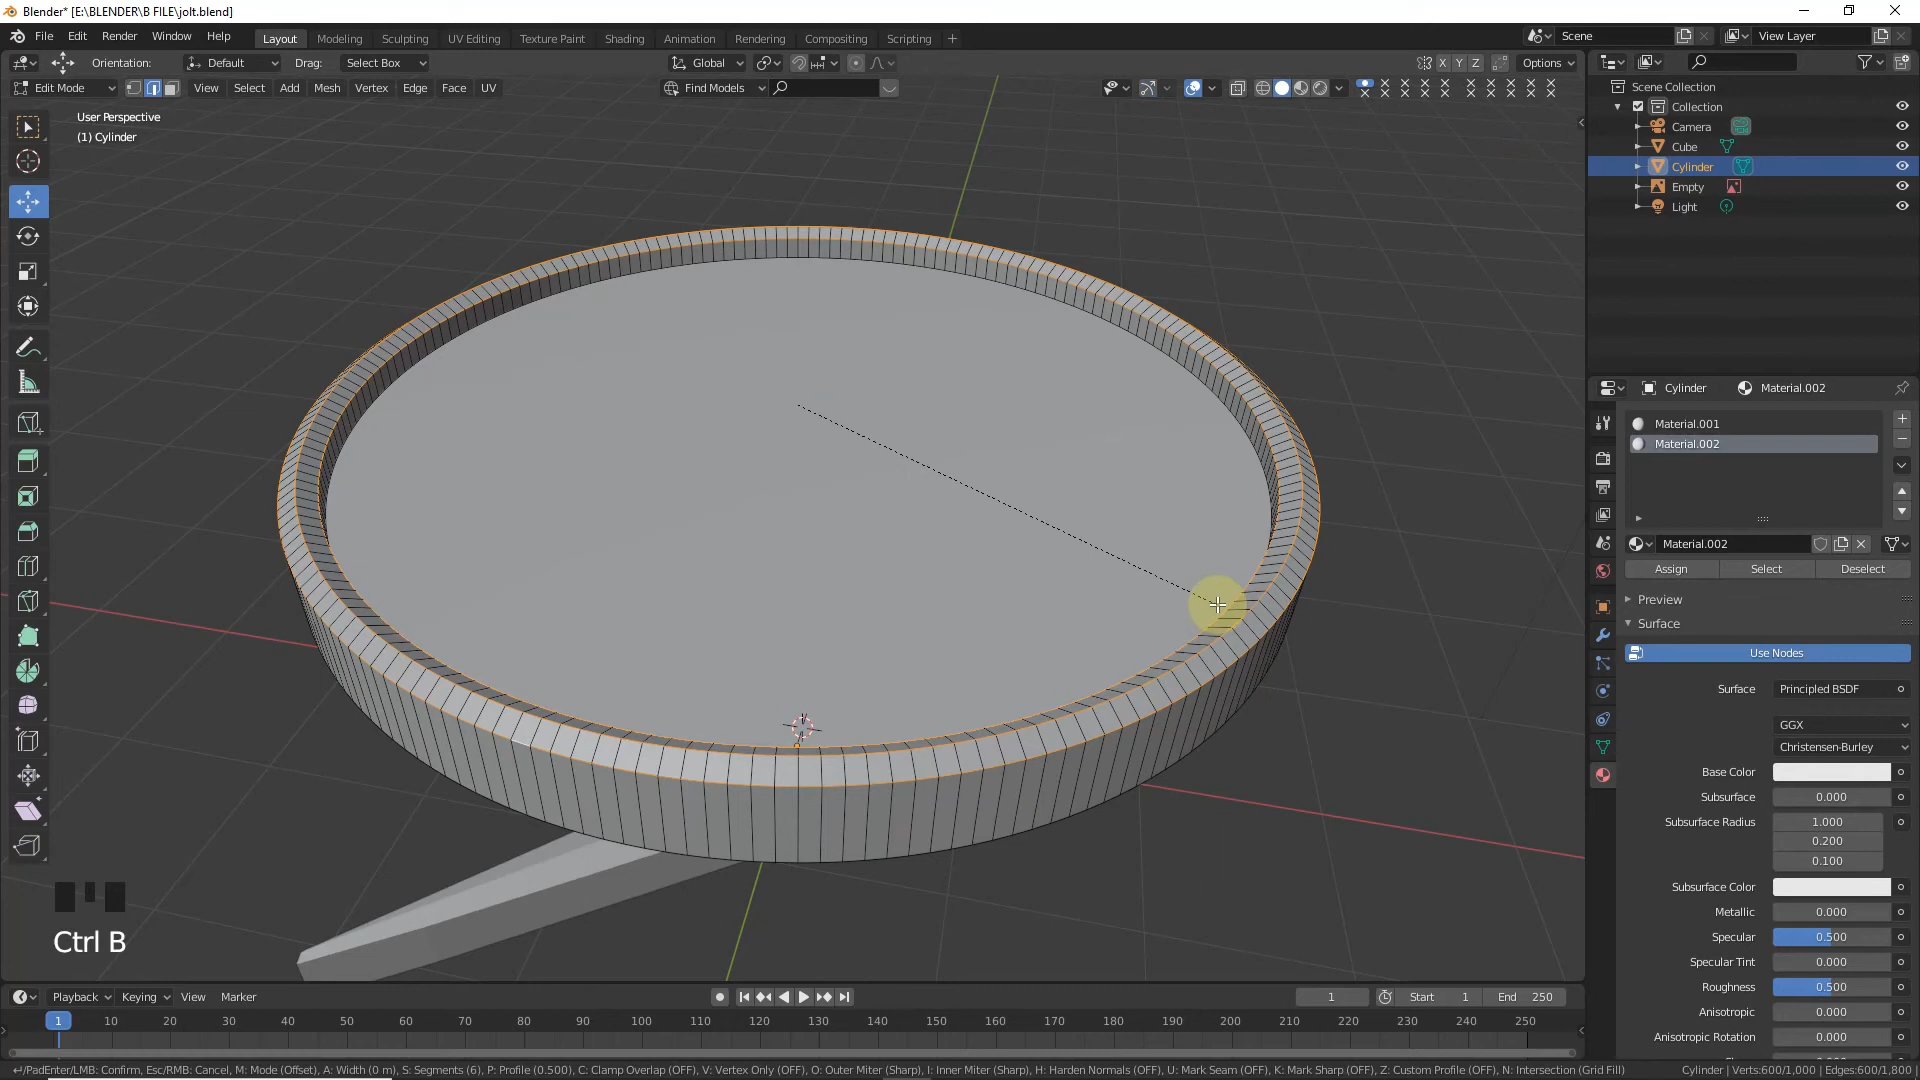 Blender* [E:\BLENDER\B FILE\jolt.blend]
File Edit Render Window Help
Layout Modeling Sculpting UV Editing Texture Paint Shading Animation Rendering Compositing Scripting +
Scene
View Layer
Orientation: Default Drag: Select Box
Global
X Y Z Options
Edit Mode View Select Add Mesh Vertex Edge Face UV
Find Models
User Perspective
(1) Cylinder
Scene Collection
Collection
Camera
Cube
Cylinder
Empty
Light
Cylinder Material.002
Material.001
Material.002
Material.002
Assign Select Deselect
Preview
Surface
Use Nodes
Surface Principled BSDF
GGX
Christensen-Burley
Base Color
Subsurface 0.000
Subsurface Radius 1.000
0.200
0.100
Subsurface Color
Metallic 0.000
Specular 0.500
Specular Tint 0.000
Roughness 0.500
Anisotropic 0.000
Anisotropic Rotation 0.000
Ctrl B
Playback Keying View Marker
1 Start 1 End 250
1 10 20 30 40 50 60 70 80 90 100 110 120 130 140 150 160 170 180 190 200 210 220 230 240 250
/PadEnter/LMB: Confirm, Esc/RMB: Cancel, M: Mode (Offset), A: Width (0 m), S: Segments (6), P: Profile (0.500), C: Clamp Overlap (OFF), V: Vertex Only (OFF), O: Outer Miter (Sharp), I: Inner Miter (Sharp), H: Harden Normals (OFF), U: Mark Seam (OFF), K: Mark Sharp (OFF), Z: Custom Profile (OFF), N: Intersection (Grid Fill)
Cylinder | Verts:600/1,000 | Edges:600/1,800 |